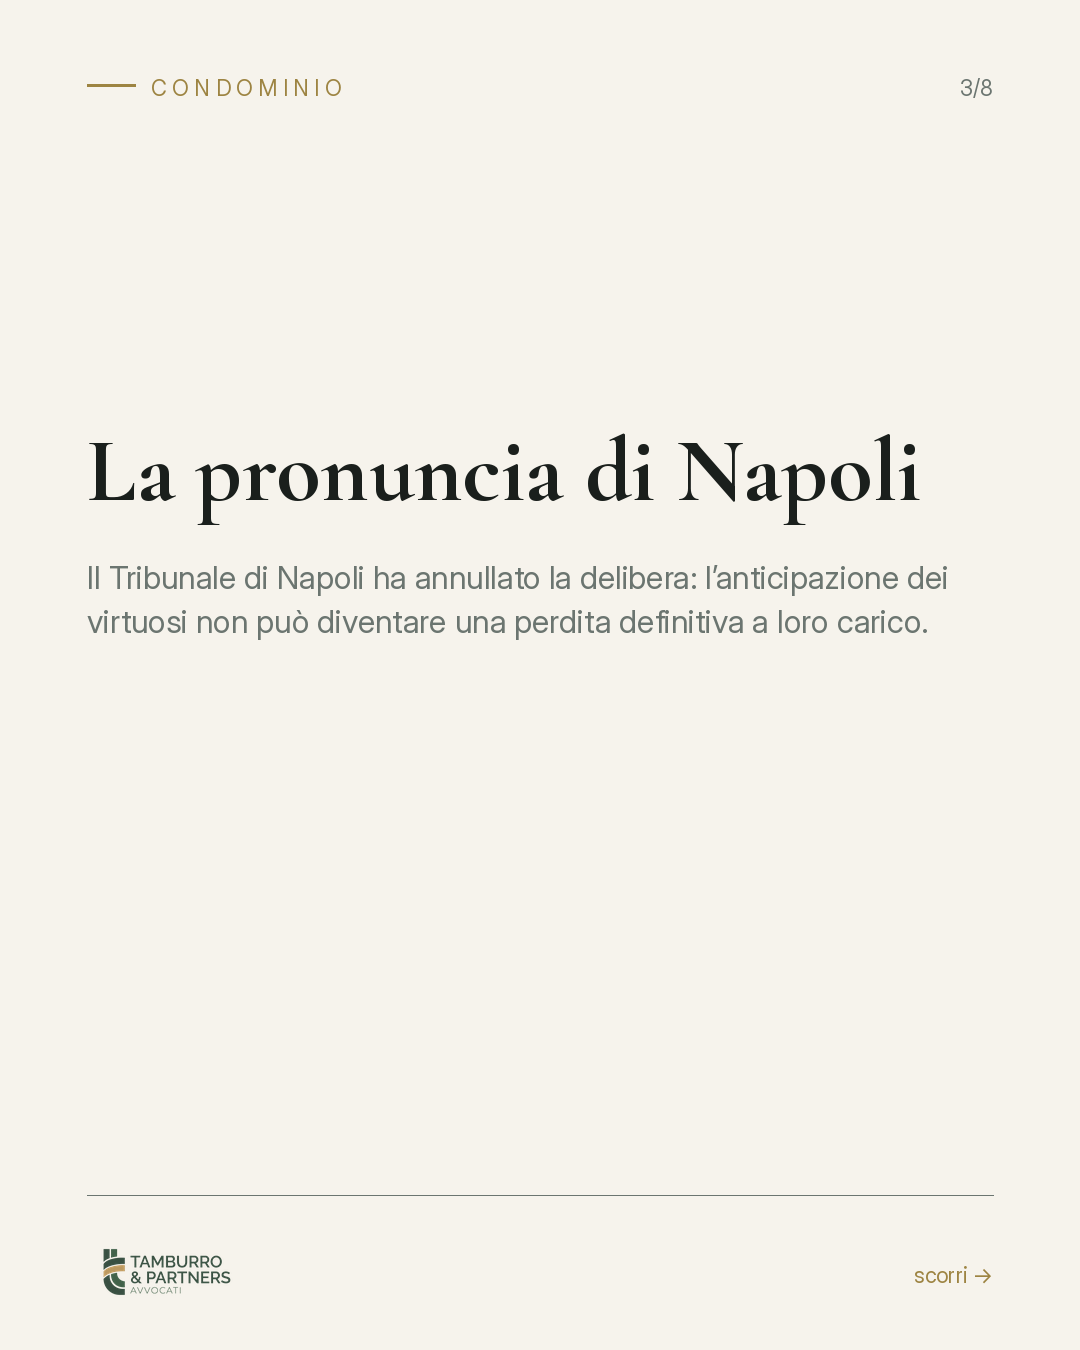 CONDOMINIO
3/8
La pronuncia di Napoli
Il Tribunale di Napoli ha annullato la delibera: l’anticipazione dei
virtuosi non può diventare una perdita definitiva a loro carico.
TAMBURRO
& PARTNERS
AVVOCATI
scorri →